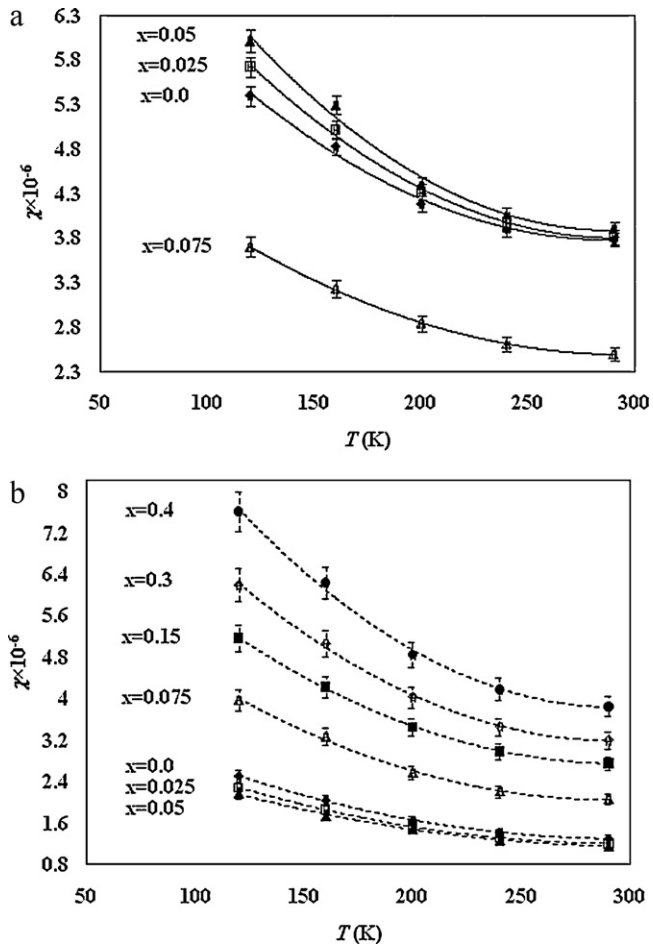 a
6.3
5.8
5.3
4.8
4.3
3.8
3.3
2.8
2.3
χ×10⁻⁶
x=0.05
x=0.025
x=0.0
x=0.075
50 100 150 200 250 300
T (K)
b
8
7.2
6.4
5.6
4.8
4
3.2
2.4
1.6
0.8
χ×10⁻⁶
x=0.4
x=0.3
x=0.15
x=0.075
x=0.0
x=0.025
x=0.05
50 100 150 200 250 300
T (K)